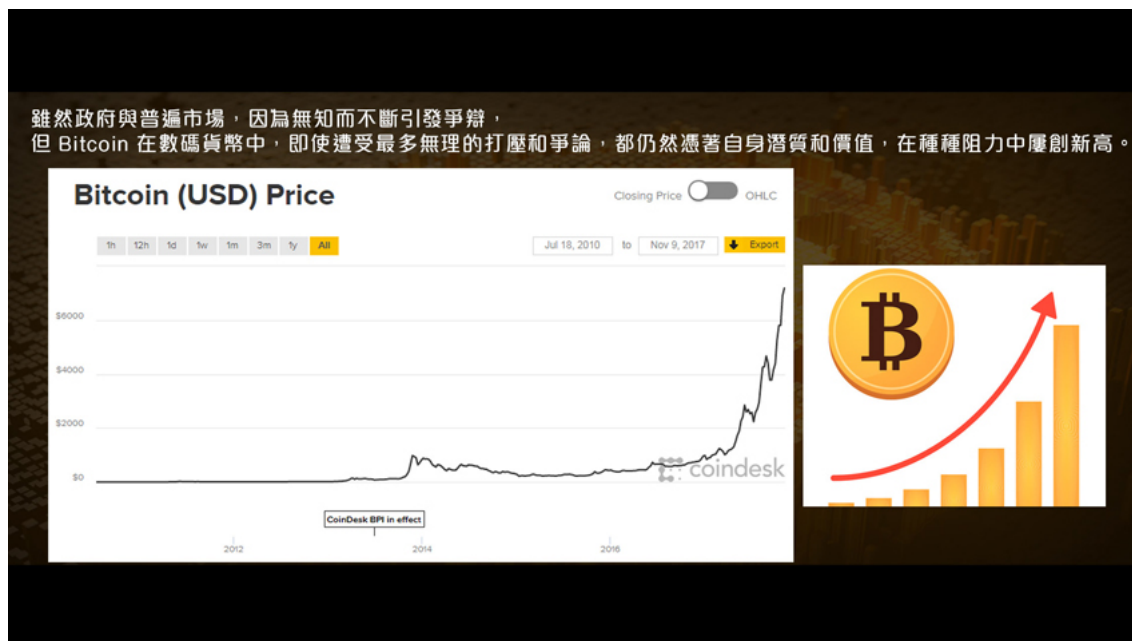 雖然政府與普遍市場，因為無知而不斷引發爭辯，
但 Bitcoin 在數碼貨幣中，即使遭受最多無理的打壓和爭論，都仍然憑著自身潛質和價值，在種種阻力中屢創新高。
Bitcoin (USD) Price
Closing Price OHLC
1h 12h 1d 1w 1m 3m 1y All
Jul 18, 2010 to Nov 9, 2017 Export
$6000
$4000
$2000
$0
coindesk
CoinDesk BPI in effect
2012 2014 2016
B